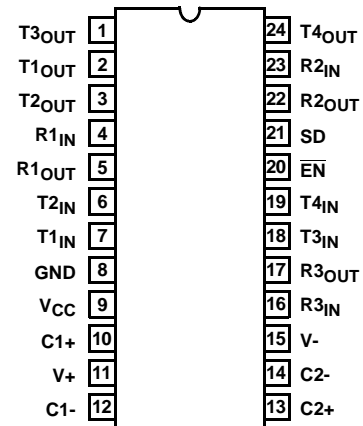 T3OUT 1 24 T4OUT
T1OUT 2 23 R2IN
T2OUT 3 22 R2OUT
R1IN 4 21 SD
R1OUT 5 20 E̅N̅
T2IN 6 19 T4IN
T1IN 7 18 T3IN
GND 8 17 R3OUT
VCC 9 16 R3IN
C1+ 10 15 V-
V+ 11 14 C2-
C1- 12 13 C2+